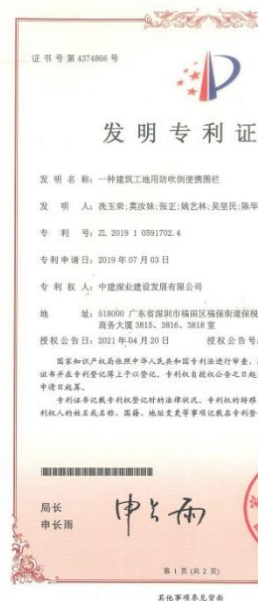 证书号第4374866号
发明专利证
发明名称：一种建筑工地用防吹倒便携围栏
发明人：冼玉荣;莫汝妹;张正;姚艺林;吴坚民;陈华
专利号：ZL 2019 1 0591702.4
专利申请日：2019年07月03日
专利权人：中建深业建设发展有限公司
地址：518000 广东省深圳市福田区福保街道保税
商务大厦3815、3816、3818室
授权公告日：2021年04月20日 授权公告号
国家知识产权局依照中华人民共和国专利法进行审查，
证书并在专利登记簿上予以登记。专利权自授权公告之日起
申请日起算。
专利证书记载专利权登记时的法律状况。专利权的转移
利权人的姓名或名称、国籍、地址变更等事项记载在专利登
局长
申长雨
申长雨
第 1 页 (共 2 页)
其他事项参见背面